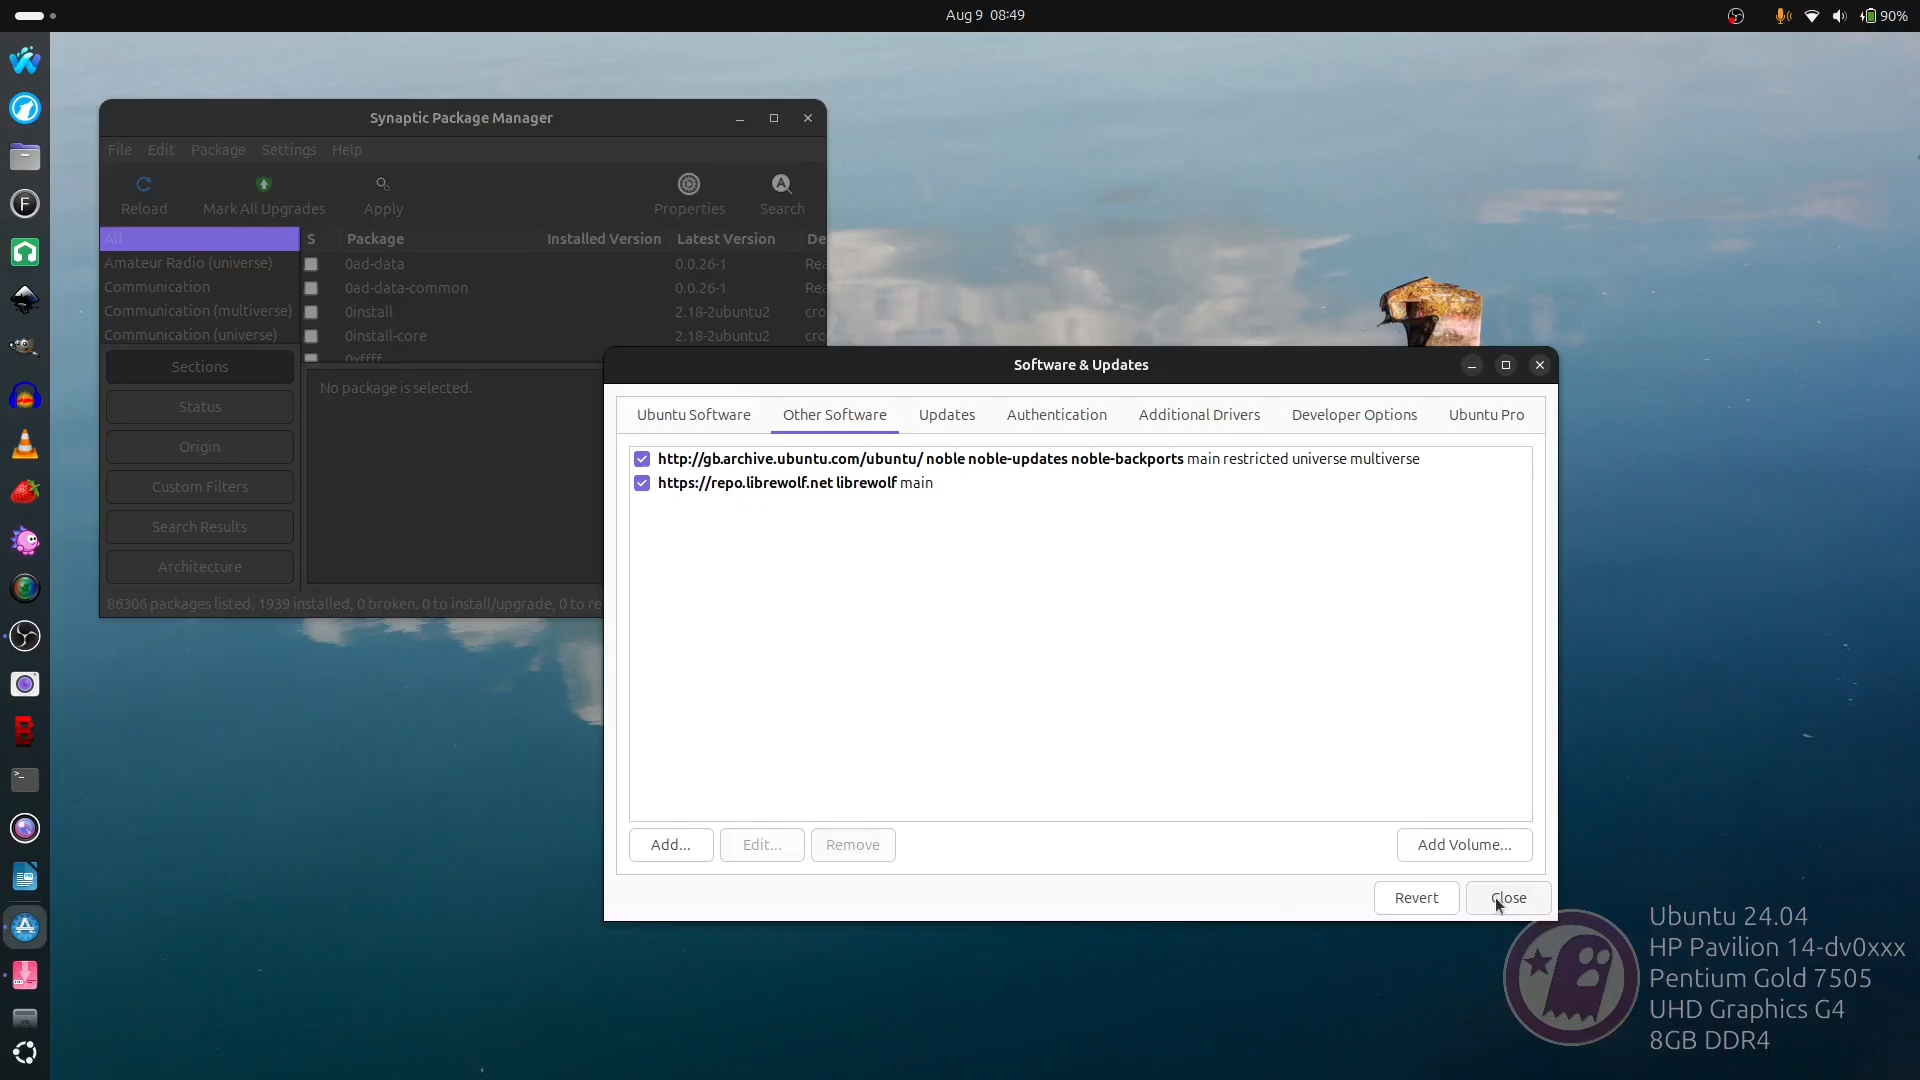 Aug 9 08:49
90%
Synaptic Package Manager
File Edit Package Settings Help
Reload Mark All Upgrades Apply Properties Search
All
Amateur Radio (universe)
Communication
Communication (multiverse)
Communication (universe)
S Package Installed Version Latest Version De
0ad-data 0.0.26-1 Rea
0ad-data-common 0.0.26-1 Rea
0install 2.18-2ubuntu2 cro
0install-core 2.18-2ubuntu2 cro
0xffff
Sections
Status
Origin
Custom Filters
Search Results
Architecture
No package is selected.
86306 packages listed, 1939 installed, 0 broken. 0 to install/upgrade, 0 to re
Software & Updates
Ubuntu Software Other Software Updates Authentication Additional Drivers Developer Options Ubuntu Pro
http://gb.archive.ubuntu.com/ubuntu/ noble noble-updates noble-backports main restricted universe multiverse
https://repo.librewolf.net librewolf main
Add... Edit... Remove Add Volume...
Revert Close
Ubuntu 24.04
HP Pavilion 14-dv0xxx
Pentium Gold 7505
UHD Graphics G4
8GB DDR4